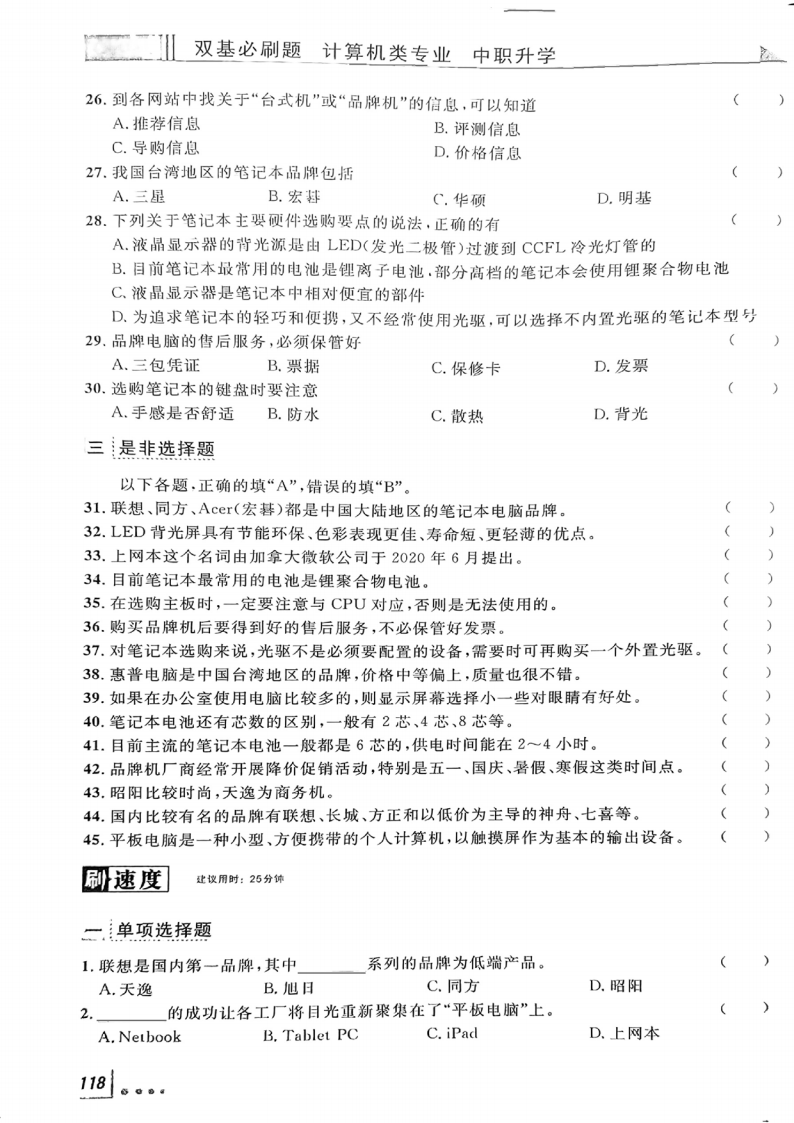 双基必刷题 计算机类专业 中职升学
26. 到各网站中找关于“台式机”或“品牌机”的信息,可以知道 ( )
A. 推荐信息 B. 评测信息
C. 导购信息 D. 价格信息
27. 我国台湾地区的笔记本品牌包括 ( )
A. 三星 B. 宏碁 C. 华硕 D. 明基
28. 下列关于笔记本主要硬件选购要点的说法,正确的有 ( )
A. 液晶显示器的背光源是由 LED(发光二极管)过渡到 CCFL 冷光灯管的
B. 目前笔记本最常用的电池是锂离子电池,部分高档的笔记本会使用锂聚合物电池
C. 液晶显示器是笔记本中相对便宜的部件
D. 为追求笔记本的轻巧和便携,又不经常使用光驱,可以选择不内置光驱的笔记本型号
29. 品牌电脑的售后服务,必须保管好 ( )
A. 三包凭证 B. 票据 C. 保修卡 D. 发票
30. 选购笔记本的键盘时要注意 ( )
A. 手感是否舒适 B. 防水 C. 散热 D. 背光
三 是非选择题
以下各题,正确的填“A”,错误的填“B”。
31. 联想、同方、Acer(宏碁)都是中国大陆地区的笔记本电脑品牌。 ( )
32. LED 背光屏具有节能环保、色彩表现更佳、寿命短、更轻薄的优点。 ( )
33. 上网本这个名词由加拿大微软公司于 2020 年 6 月提出。 ( )
34. 目前笔记本最常用的电池是锂聚合物电池。 ( )
35. 在选购主板时,一定要注意与 CPU 对应,否则是无法使用的。 ( )
36. 购买品牌机后要得到好的售后服务,不必保管好发票。 ( )
37. 对笔记本选购来说,光驱不是必须要配置的设备,需要时可再购买一个外置光驱。 ( )
38. 惠普电脑是中国台湾地区的品牌,价格中等偏上,质量也很不错。 ( )
39. 如果在办公室使用电脑比较多的,则显示屏幕选择小一些对眼睛有好处。 ( )
40. 笔记本电池还有芯数的区别,一般有 2 芯、4 芯、8 芯等。 ( )
41. 目前主流的笔记本电池一般都是 6 芯的,供电时间能在 2～4 小时。 ( )
42. 品牌机厂商经常开展降价促销活动,特别是五一、国庆、暑假、寒假这类时间点。 ( )
43. 昭阳比较时尚,天逸为商务机。 ( )
44. 国内比较有名的品牌有联想、长城、方正和以低价为主导的神舟、七喜等。 ( )
45. 平板电脑是一种小型、方便携带的个人计算机,以触摸屏作为基本的输出设备。 ( )
刷速度 建议用时:25分钟
一 单项选择题
1. 联想是国内第一品牌,其中______系列的品牌为低端产品。 ( )
A. 天逸 B. 旭日 C. 同方 D. 昭阳
2. ______的成功让各工厂将目光重新聚集在了“平板电脑”上。 ( )
A. Netbook B. Tablet PC C. iPad D. 上网本
118